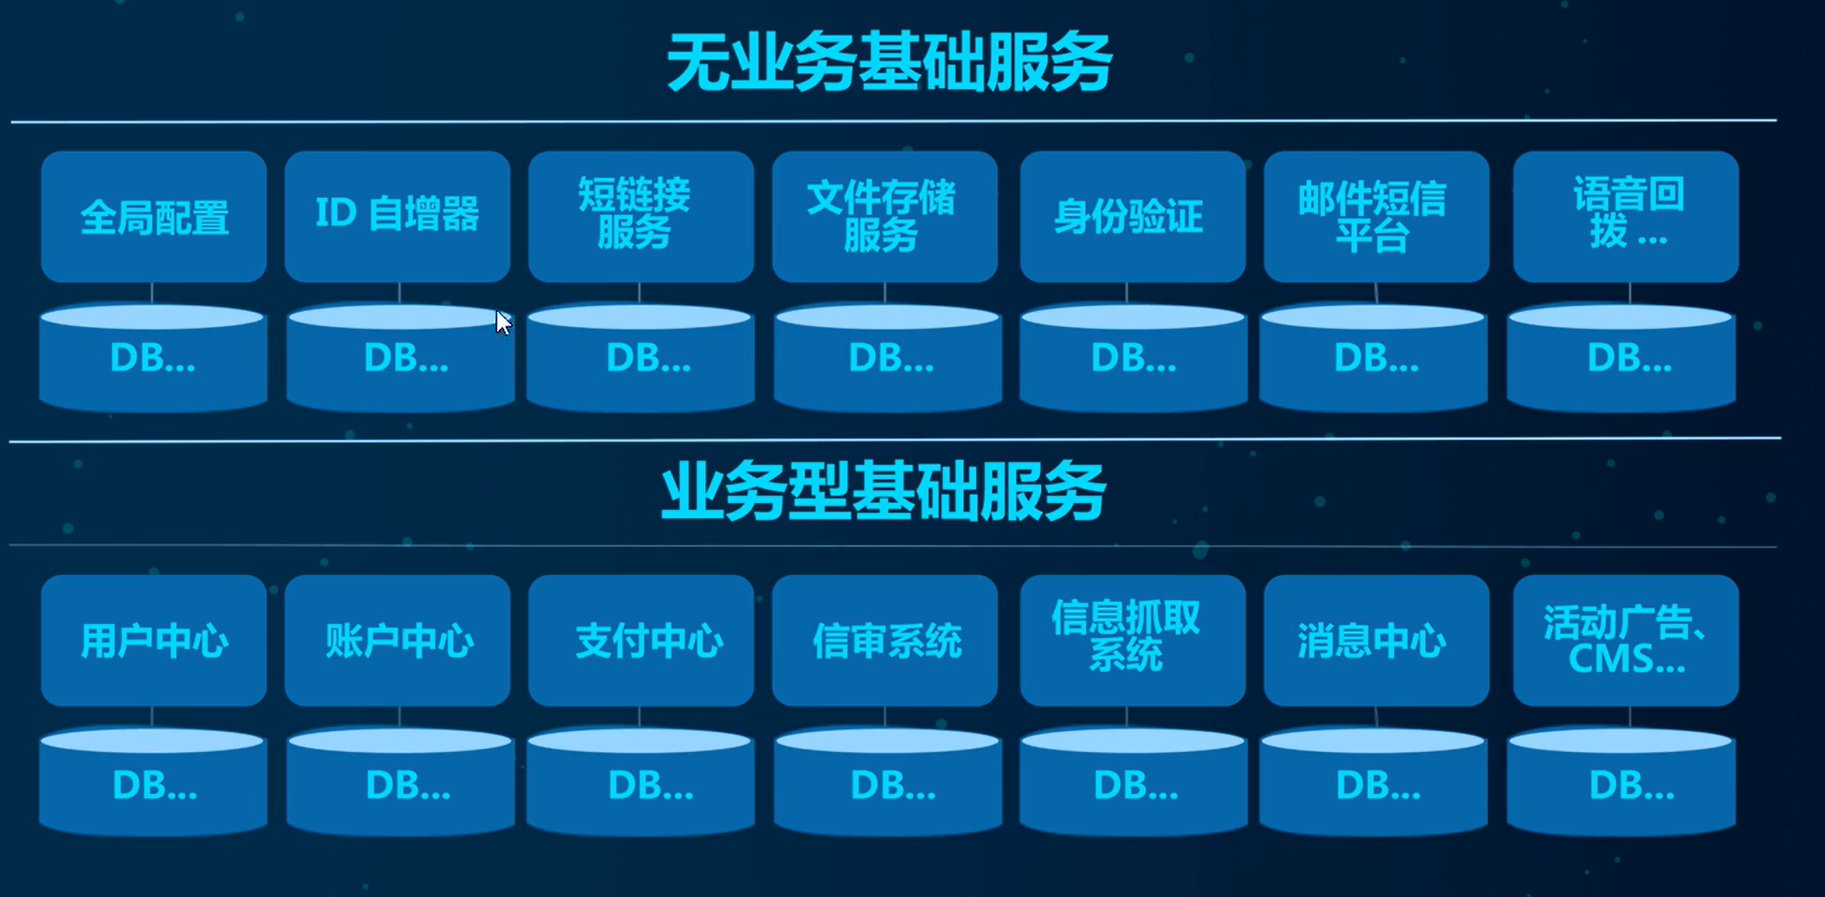 无业务基础服务
全局配置
ID 自增器
短链接
服务
文件存储
服务
身份验证
邮件短信
平台
语音回
拨 ...
DB...
DB...
DB...
DB...
DB...
DB...
DB...
业务型基础服务
用户中心
账户中心
支付中心
信审系统
信息抓取
系统
消息中心
活动广告、
CMS...
DB...
DB...
DB...
DB...
DB...
DB...
DB...